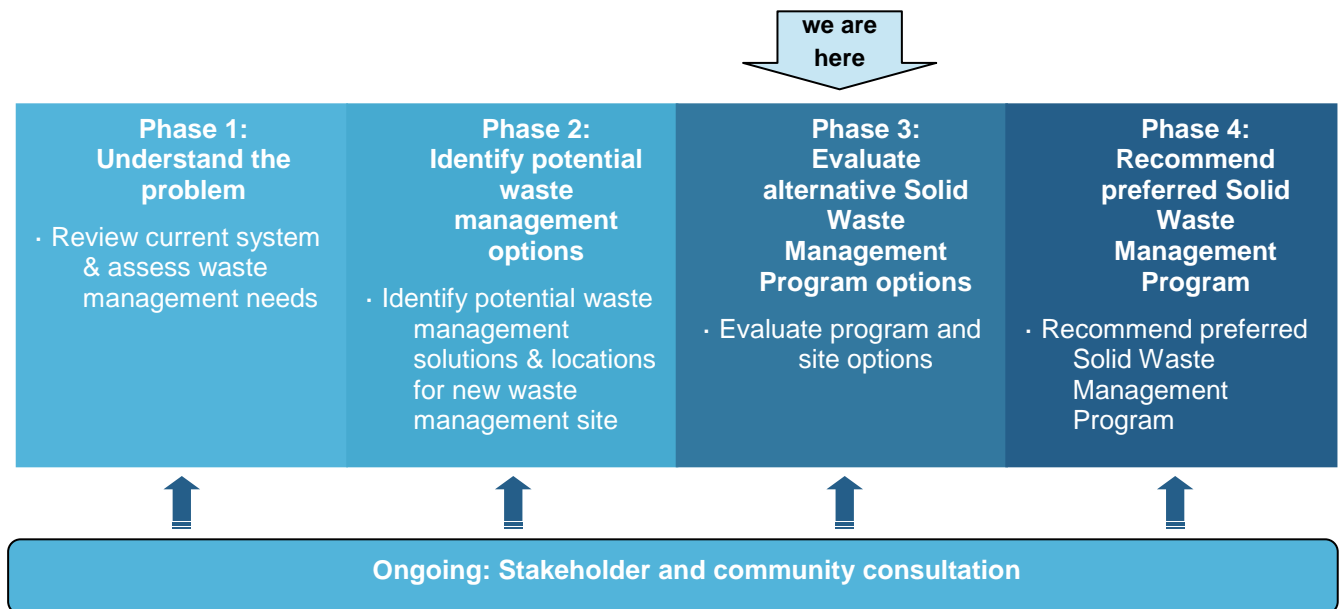 we are
here
Phase 1:
Understand the
problem
· Review current system
& assess waste
management needs
Phase 2:
Identify potential
waste
management
options
· Identify potential waste
management
solutions & locations
for new waste
management site
Phase 3:
Evaluate
alternative Solid
Waste
Management
Program options
· Evaluate program and
site options
Phase 4:
Recommend
preferred Solid
Waste
Management
Program
· Recommend preferred
Solid Waste
Management
Program
Ongoing: Stakeholder and community consultation